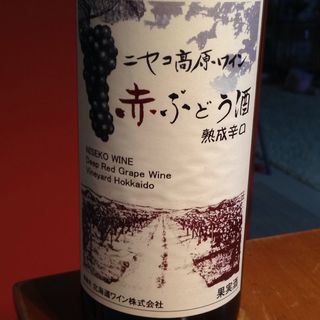 ニセコ高原ワイン
赤ぶどう酒
熟成辛口
NISEKO WINE
Deep Red Grape Wine
Vineyard Hokkaido
北海道ワイン株式会社
果実酒